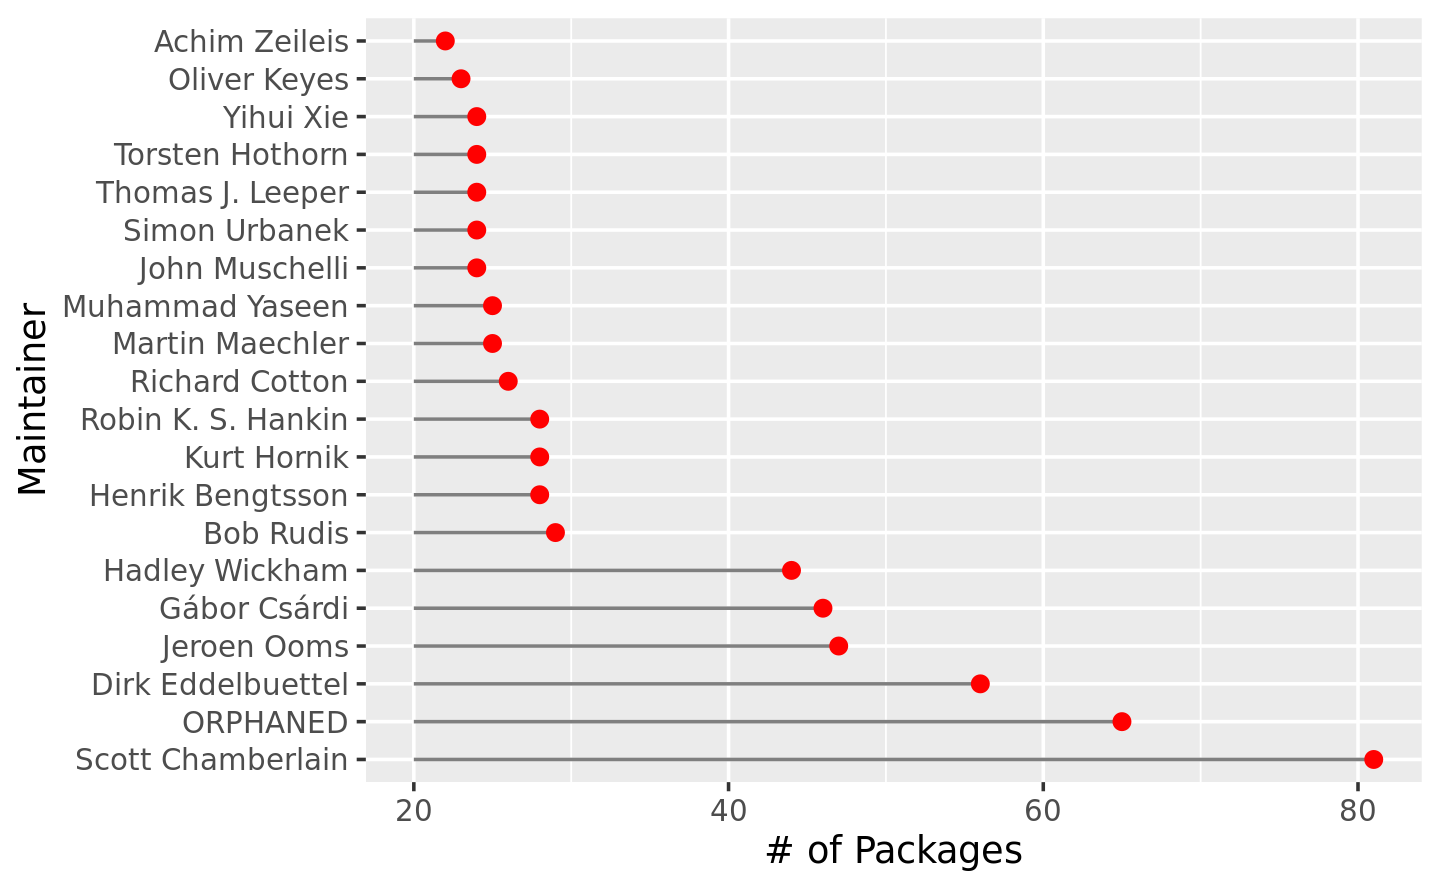 Achim Zeileis
Oliver Keyes
Yihui Xie
Torsten Hothorn
Thomas J. Leeper
Simon Urbanek
John Muschelli
Muhammad Yaseen
Martin Maechler
Richard Cotton
Robin K. S. Hankin
Kurt Hornik
Henrik Bengtsson
Bob Rudis
Hadley Wickham
Gábor Csárdi
Jeroen Ooms
Dirk Eddelbuettel
ORPHANED
Scott Chamberlain
Maintainer
20 40 60 80
# of Packages